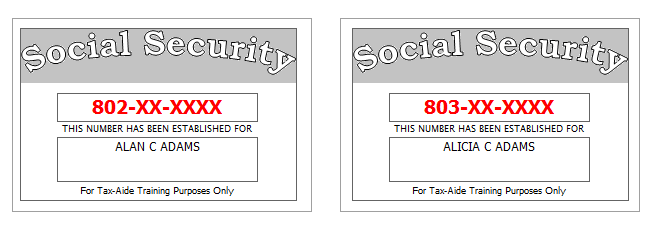 Social Security
802-XX-XXXX
THIS NUMBER HAS BEEN ESTABLISHED FOR
ALAN C ADAMS
For Tax-Aide Training Purposes Only
Social Security
803-XX-XXXX
THIS NUMBER HAS BEEN ESTABLISHED FOR
ALICIA C ADAMS
For Tax-Aide Training Purposes Only